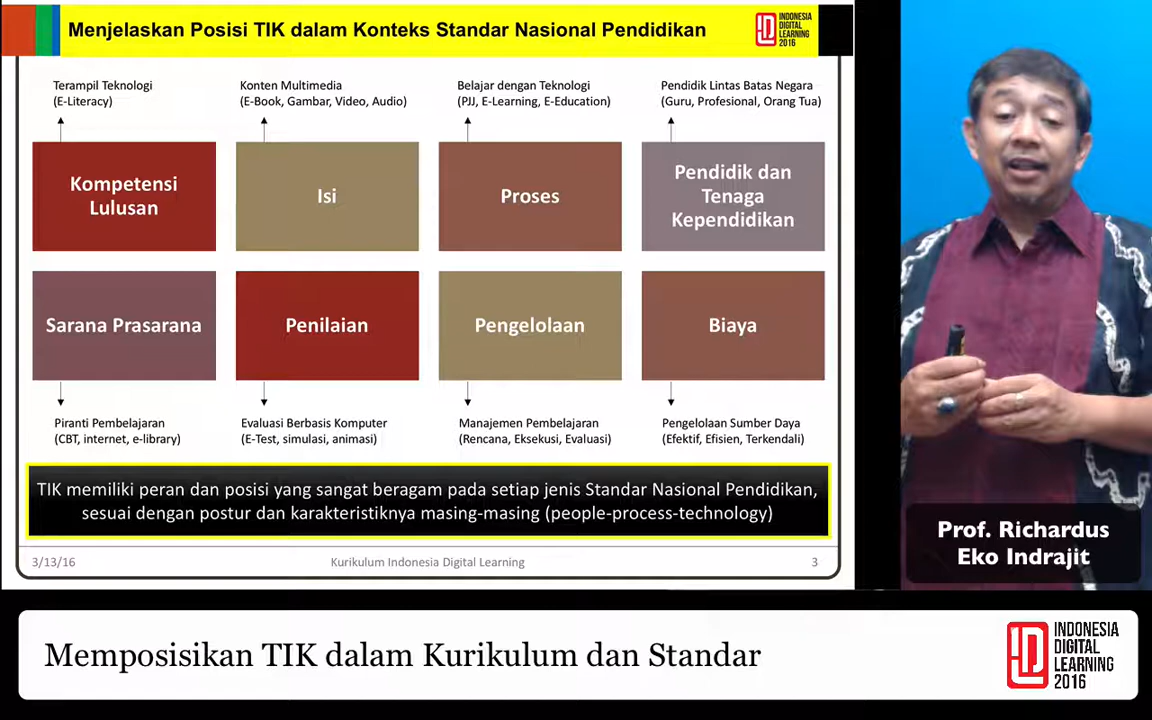 Menjelaskan Posisi TIK dalam Konteks Standar Nasional Pendidikan
INDONESIA
DIGITAL
LEARNING
2016
Terampil Teknologi
(E-Literacy)
Konten Multimedia
(E-Book, Gambar, Video, Audio)
Belajar dengan Teknologi
(PJJ, E-Learning, E-Education)
Pendidik Lintas Batas Negara
(Guru, Profesional, Orang Tua)
Kompetensi
Lulusan
Isi
Proses
Pendidik dan
Tenaga
Kependidikan
Sarana Prasarana
Penilaian
Pengelolaan
Biaya
Piranti Pembelajaran
(CBT, internet, e-library)
Evaluasi Berbasis Komputer
(E-Test, simulasi, animasi)
Manajemen Pembelajaran
(Rencana, Eksekusi, Evaluasi)
Pengelolaan Sumber Daya
(Efektif, Efisien, Terkendali)
TIK memiliki peran dan posisi yang sangat beragam pada setiap jenis Standar Nasional Pendidikan,
sesuai dengan postur dan karakteristiknya masing-masing (people-process-technology)
3/13/16
Kurikulum Indonesia Digital Learning
3
Prof. Richardus
Eko Indrajit
Memposisikan TIK dalam Kurikulum dan Standar
INDONESIA
DIGITAL
LEARNING
2016